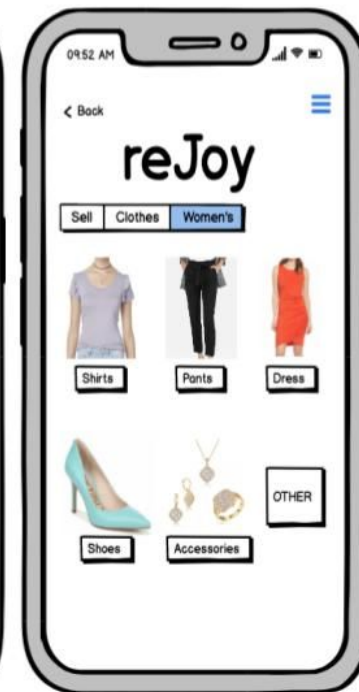 09:52 AM
< Back
reJoy
Sell Clothes Women's
Shirts Pants Dress
Shoes Accessories OTHER